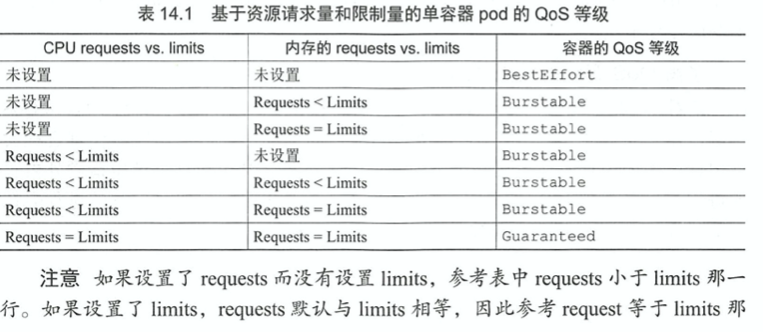 表 14.1 基于资源请求量和限制量的单容器 pod 的 QoS 等级
CPU requests vs. limits 内存的 requests vs. limits 容器的 QoS 等级
未设置 未设置 BestEffort
未设置 Requests < Limits Burstable
未设置 Requests = Limits Burstable
Requests < Limits 未设置 Burstable
Requests < Limits Requests < Limits Burstable
Requests < Limits Requests = Limits Burstable
Requests = Limits Requests = Limits Guaranteed
注意 如果设置了 requests 而没有设置 limits，参考表中 requests 小于 limits 那一
行。如果设置了 limits，requests 默认与 limits 相等，因此参考 request 等于 limits 那